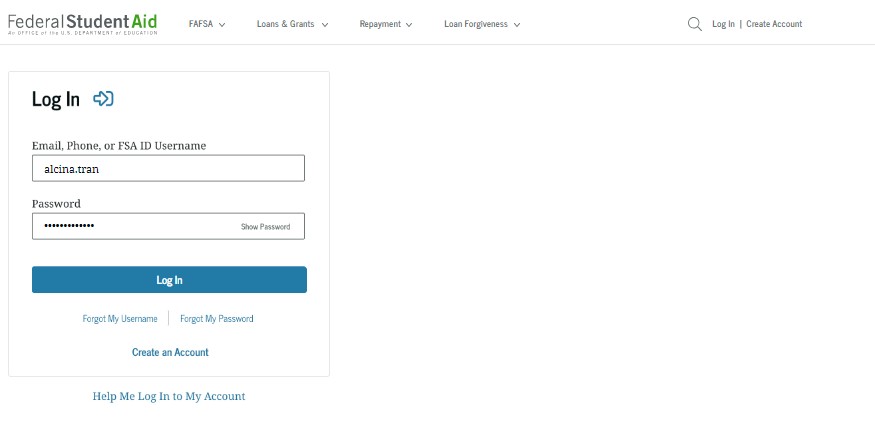 Federal Student Aid
An OFFICE of the U.S. DEPARTMENT of EDUCATION
FAFSA
Loans & Grants
Repayment
Loan Forgiveness
Log In | Create Account
Log In
Email, Phone, or FSA ID Username
alcina.tran
Password
••••••••••••• Show Password
Log In
Forgot My Username | Forgot My Password
Create an Account
Help Me Log In to My Account